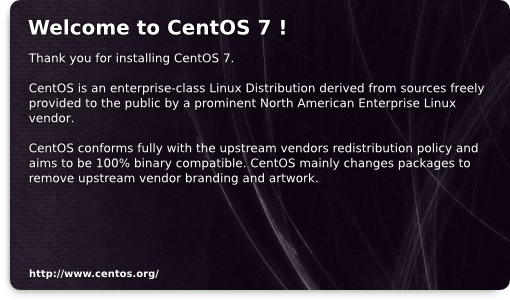 Welcome to CentOS 7 !
Thank you for installing CentOS 7.
CentOS is an enterprise-class Linux Distribution derived from sources freely
provided to the public by a prominent North American Enterprise Linux
vendor.
CentOS conforms fully with the upstream vendors redistribution policy and
aims to be 100% binary compatible. CentOS mainly changes packages to
remove upstream vendor branding and artwork.
http://www.centos.org/